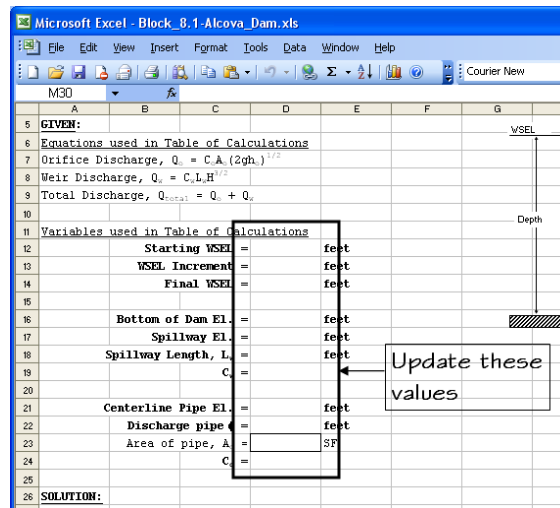 Microsoft Excel - Block_8.1-Alcova_Dam.xls
File Edit View Insert Format Tools Data Window Help
Courier New
M30 fx
A B C D E F G
5 GIVEN:
WSEL
6 Equations used in Table of Calculations
7 Orifice Discharge, Qo = CoAo(2gho)1/2
8 Weir Discharge, Qw = CwLwH3/2
9 Total Discharge, Qtotal = Qo + Qw
10
Depth
11 Variables used in Table of Calculations
12 Starting WSEL = feet
13 WSEL Increment = feet
14 Final WSEL = feet
15
16 Bottom of Dam El. = feet
17 Spillway El. = feet
18 Spillway Length, L = feet
19 C =
Update these
values
20
21 Centerline Pipe El. = feet
22 Discharge pipe = feet
23 Area of pipe, A = SF
24 C =
25
26 SOLUTION: